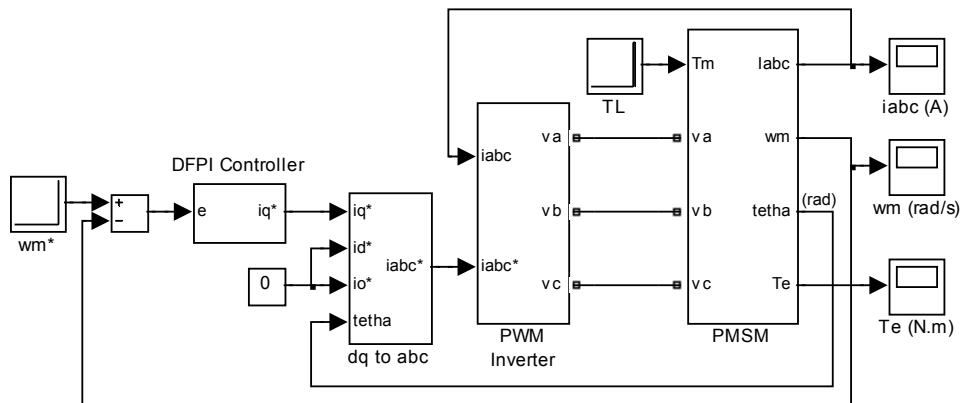 Tm
TL
va
vb
vc
Iabc
wm
tetha
(rad)
Te
PMSM
iabc (A)
wm (rad/s)
Te (N.m)
iabc
iabc*
va
vb
vc
PWM
Inverter
DFPI Controller
e
iq*
wm*
+
−
iq*
id*
io*
tetha
iabc*
dq to abc
0